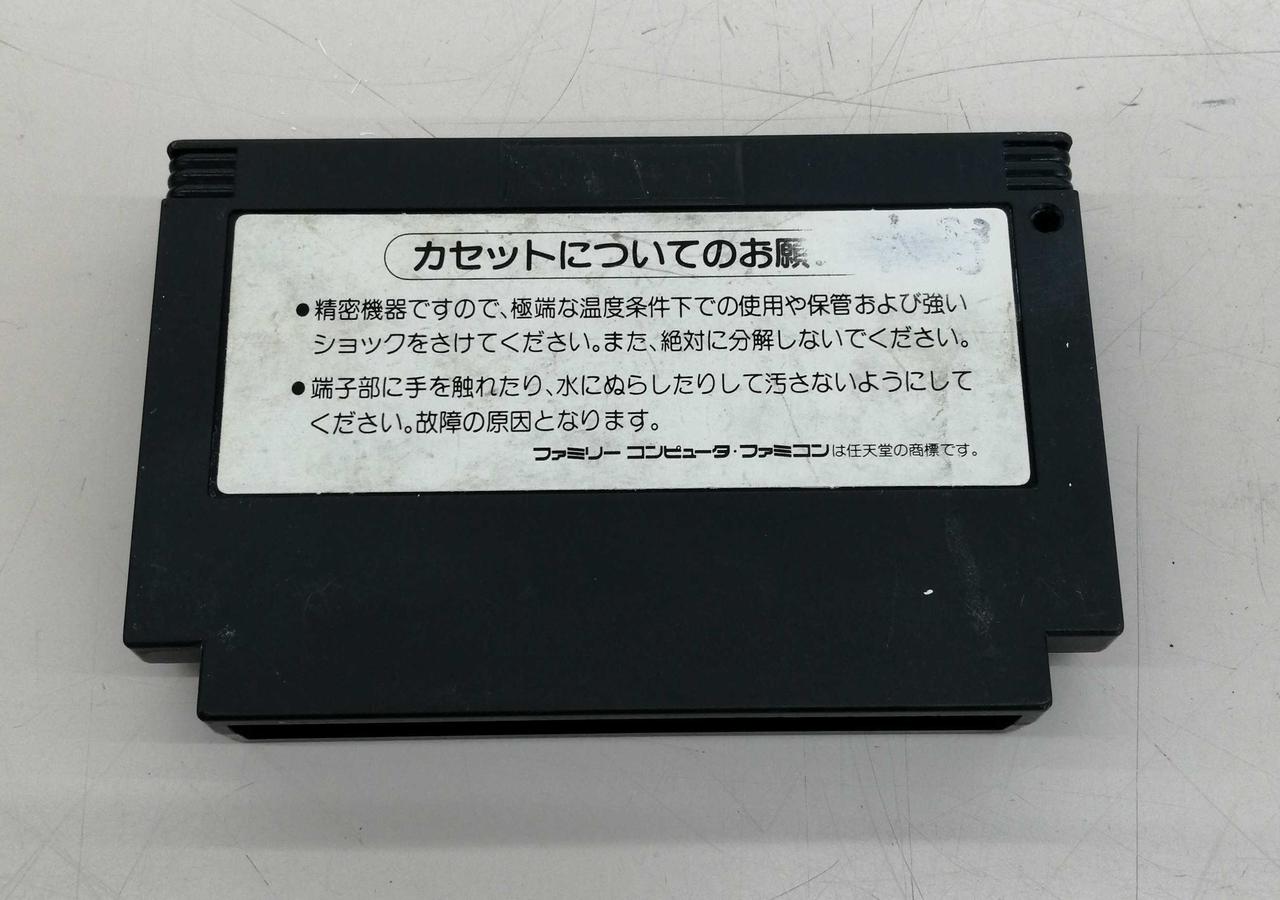 カセットについてのお願
●精密機器ですので、極端な温度条件下での使用や保管および強い
ショックをさけてください。また、絶対に分解しないでください。
●端子部に手を触れたり、水にぬらしたりして汚さないようにして
ください。故障の原因となります。
ファミリー コンピュータ・ファミコンは任天堂の商標です。